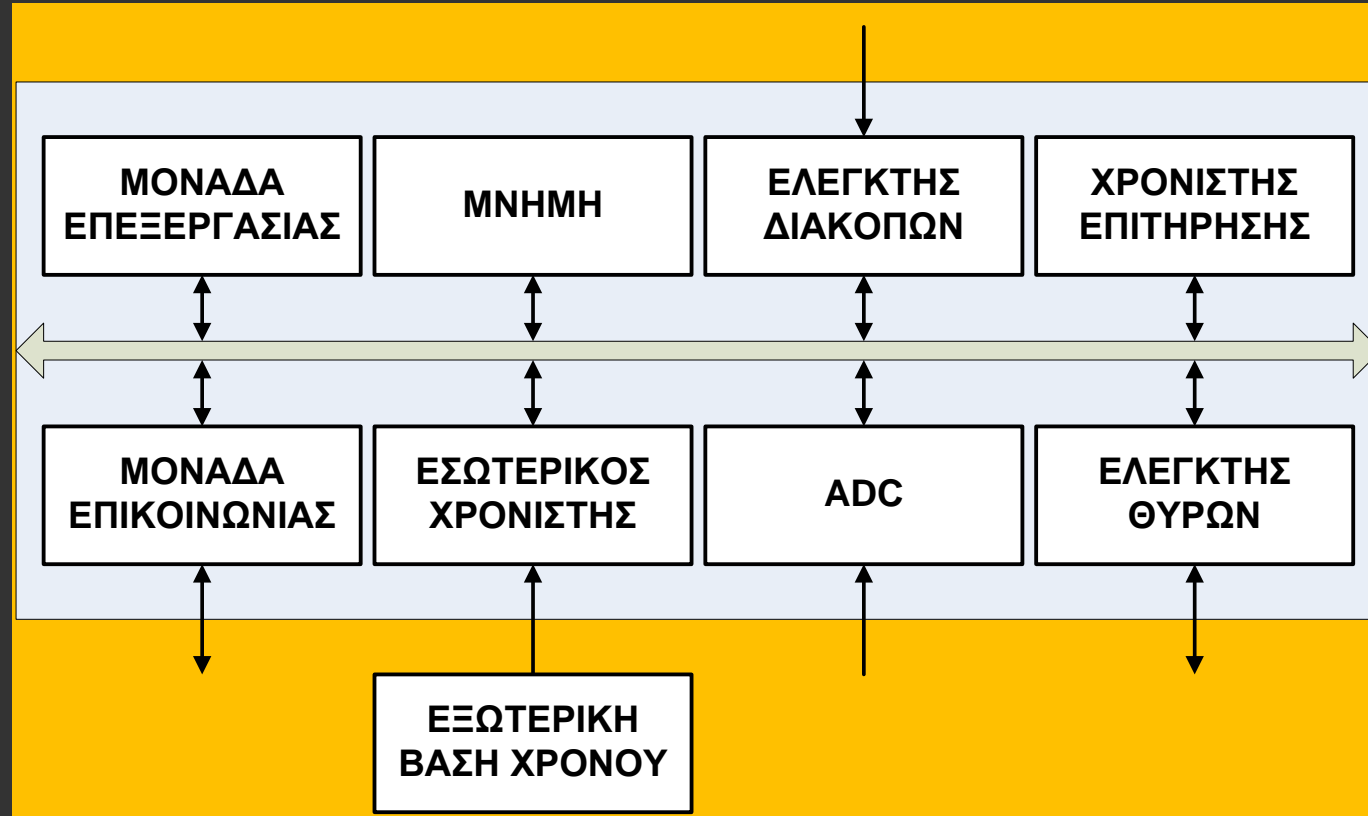 ΜΟΝΑΔΑ
ΕΠΕΞΕΡΓΑΣΙΑΣ
ΜΝΗΜΗ
ΕΛΕΓΚΤΗΣ
ΔΙΑΚΟΠΩΝ
ΧΡΟΝΙΣΤΗΣ
ΕΠΙΤΗΡΗΣΗΣ
ΜΟΝΑΔΑ
ΕΠΙΚΟΙΝΩΝΙΑΣ
ΕΣΩΤΕΡΙΚΟΣ
ΧΡΟΝΙΣΤΗΣ
ADC
ΕΛΕΓΚΤΗΣ
ΘΥΡΩΝ
ΕΞΩΤΕΡΙΚΗ
ΒΑΣΗ ΧΡΟΝΟΥ